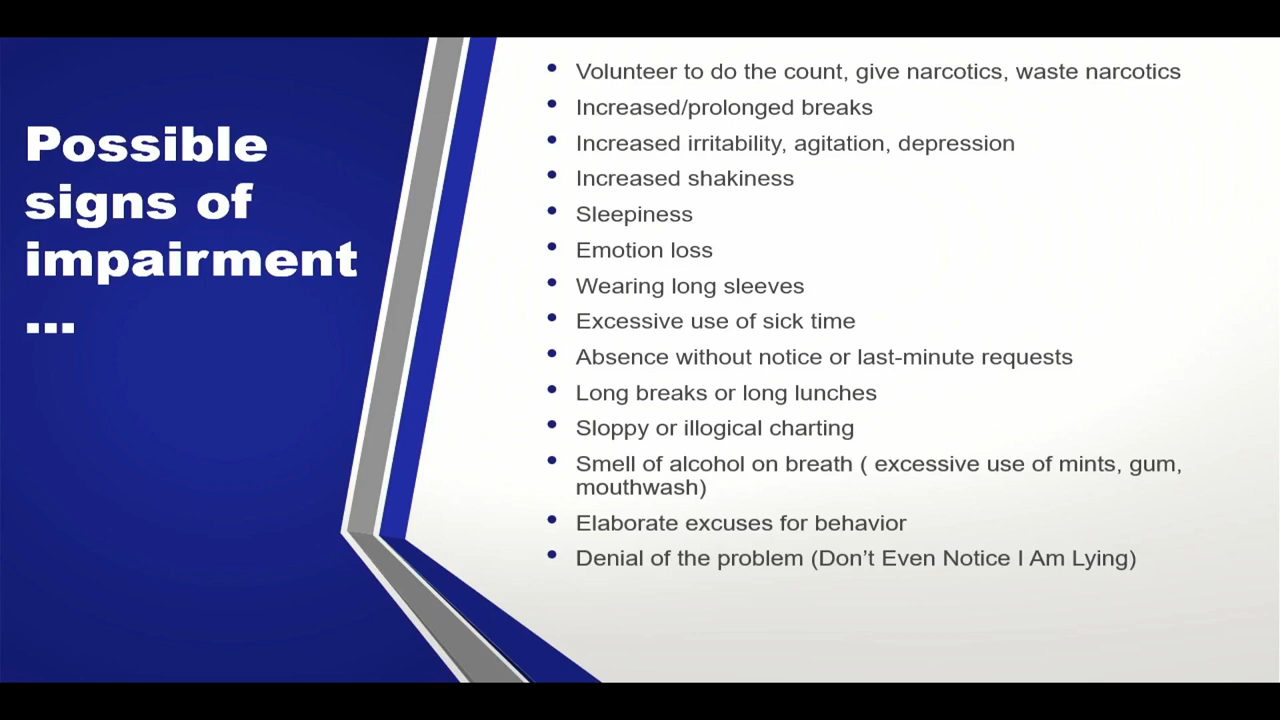 Possible
signs of
impairment
...
• Volunteer to do the count, give narcotics, waste narcotics
• Increased/prolonged breaks
• Increased irritability, agitation, depression
• Increased shakiness
• Sleepiness
• Emotion loss
• Wearing long sleeves
• Excessive use of sick time
• Absence without notice or last-minute requests
• Long breaks or long lunches
• Sloppy or illogical charting
• Smell of alcohol on breath ( excessive use of mints, gum,
mouthwash)
• Elaborate excuses for behavior
• Denial of the problem (Don’t Even Notice I Am Lying)